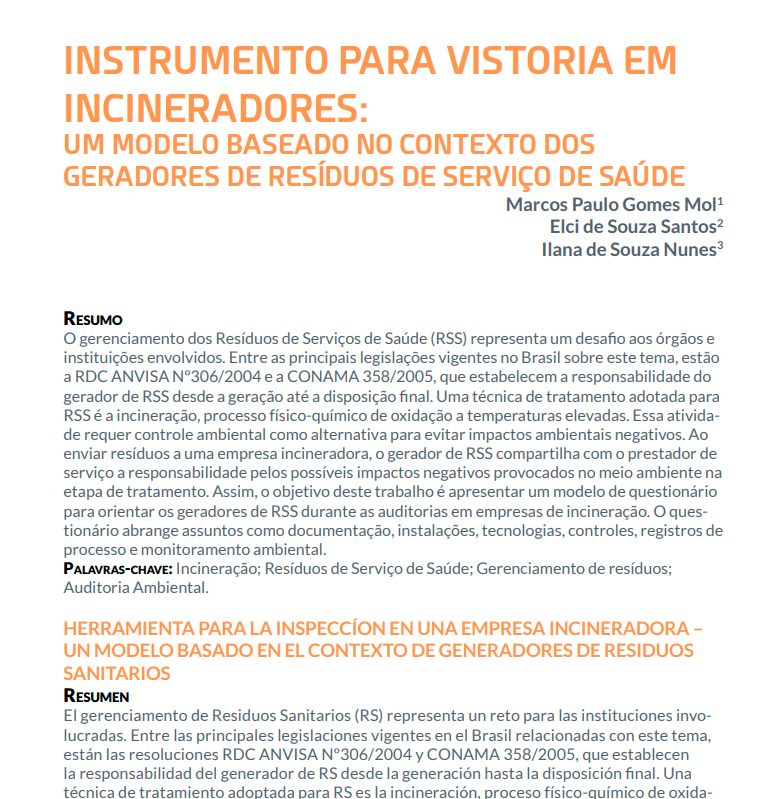 INSTRUMENTO PARA VISTORIA EM
INCINERADORES:
UM MODELO BASEADO NO CONTEXTO DOS
GERADORES DE RESÍDUOS DE SERVIÇO DE SAÚDE
Marcos Paulo Gomes Mol¹
Elci de Souza Santos²
Ilana de Souza Nunes³
Resumo
O gerenciamento dos Resíduos de Serviços de Saúde (RSS) representa um desafio aos órgãos e
instituições envolvidos. Entre as principais legislações vigentes no Brasil sobre este tema, estão
a RDC ANVISA Nº306/2004 e a CONAMA 358/2005, que estabelecem a responsabilidade do
gerador de RSS desde a geração até a disposição final. Uma técnica de tratamento adotada para
RSS é a incineração, processo físico-químico de oxidação a temperaturas elevadas. Essa ativida-
de requer controle ambiental como alternativa para evitar impactos ambientais negativos. Ao
enviar resíduos a uma empresa incineradora, o gerador de RSS compartilha com o prestador de
serviço a responsabilidade pelos possíveis impactos negativos provocados no meio ambiente na
etapa de tratamento. Assim, o objetivo deste trabalho é apresentar um modelo de questionário
para orientar os geradores de RSS durante as auditorias em empresas de incineração. O ques-
tionário abrange assuntos como documentação, instalações, tecnologias, controles, registros de
processo e monitoramento ambiental.
Palavras-chave: Incineração; Resíduos de Serviço de Saúde; Gerenciamento de resíduos;
Auditoria Ambiental.
HERRAMIENTA PARA LA INSPECCÍON EN UNA EMPRESA INCINERADORA –
UN MODELO BASADO EN EL CONTEXTO DE GENERADORES DE RESIDUOS
SANITARIOS
Resumen
El gerenciamento de Residuos Sanitarios (RS) representa un reto para las instituciones invo-
lucradas. Entre las principales legislaciones vigentes en el Brasil relacionadas con este tema,
están las resoluciones RDC ANVISA Nº306/2004 y CONAMA 358/2005, que establecen
la responsabilidad del generador de RS desde la generación hasta la disposición final. Una
técnica de tratamiento adoptada para RS es la incineración, proceso físico-químico de oxida-